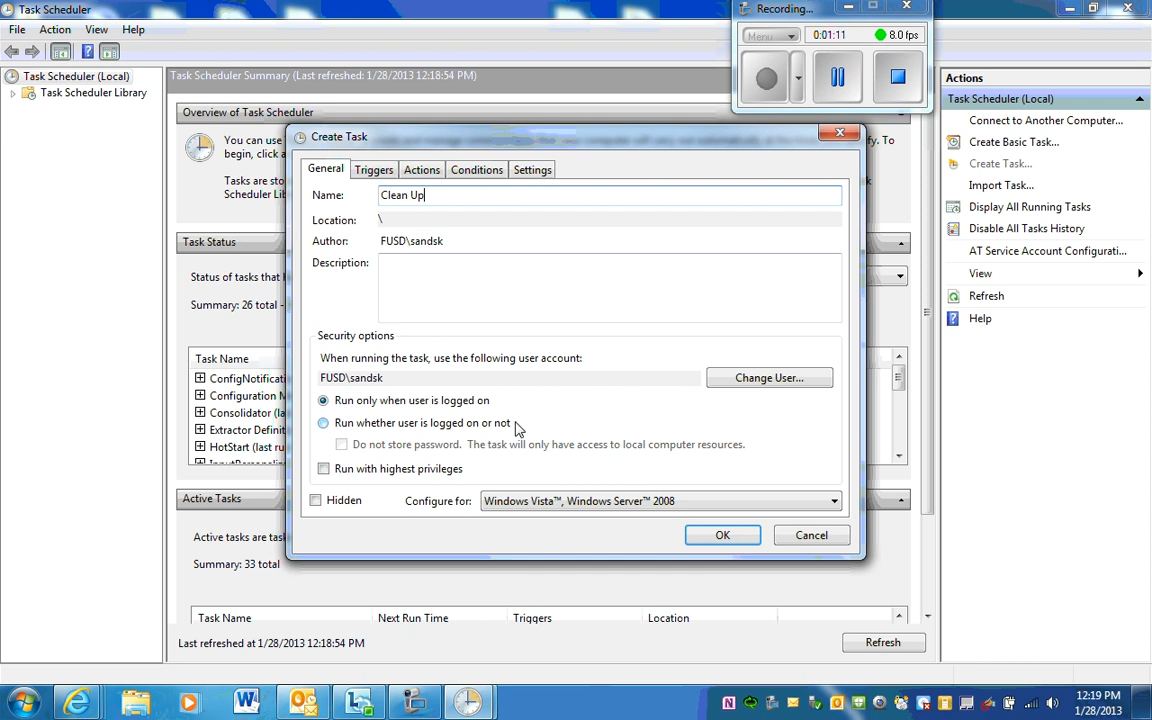 Task Scheduler
File Action View Help
Recording...
Menu
0:01:11
8.0 fps
Task Scheduler (Local)
Task Scheduler Library
Task Scheduler Summary (Last refreshed: 1/28/2013 12:18:54 PM)
Overview of Task Scheduler
You can use
begin, click a
Tasks are sto
Scheduler Lib
Task Status
Status of tasks that h
Summary: 26 total -
Task Name
ConfigNotificati
Configuration M
Consolidator (la
Extractor Definit
HotStart (last ru
Active Tasks
Active tasks are task
Summary: 33 total
Task Name Next Run Time Triggers Location
Last refreshed at 1/28/2013 12:18:54 PM
Refresh
Create Task
General Triggers Actions Conditions Settings
Name: Clean Up
Location: \
Author: FUSD\sandsk
Description:
Security options
When running the task, use the following user account:
FUSD\sandsk
Change User...
Run only when user is logged on
Run whether user is logged on or not
Do not store password. The task will only have access to local computer resources.
Run with highest privileges
Hidden
Configure for: Windows Vista™, Windows Server™ 2008
OK Cancel
Actions
Task Scheduler (Local)
Connect to Another Computer...
Create Basic Task...
Create Task...
Import Task...
Display All Running Tasks
Disable All Tasks History
AT Service Account Configurati...
View
Refresh
Help
12:19 PM
1/28/2013